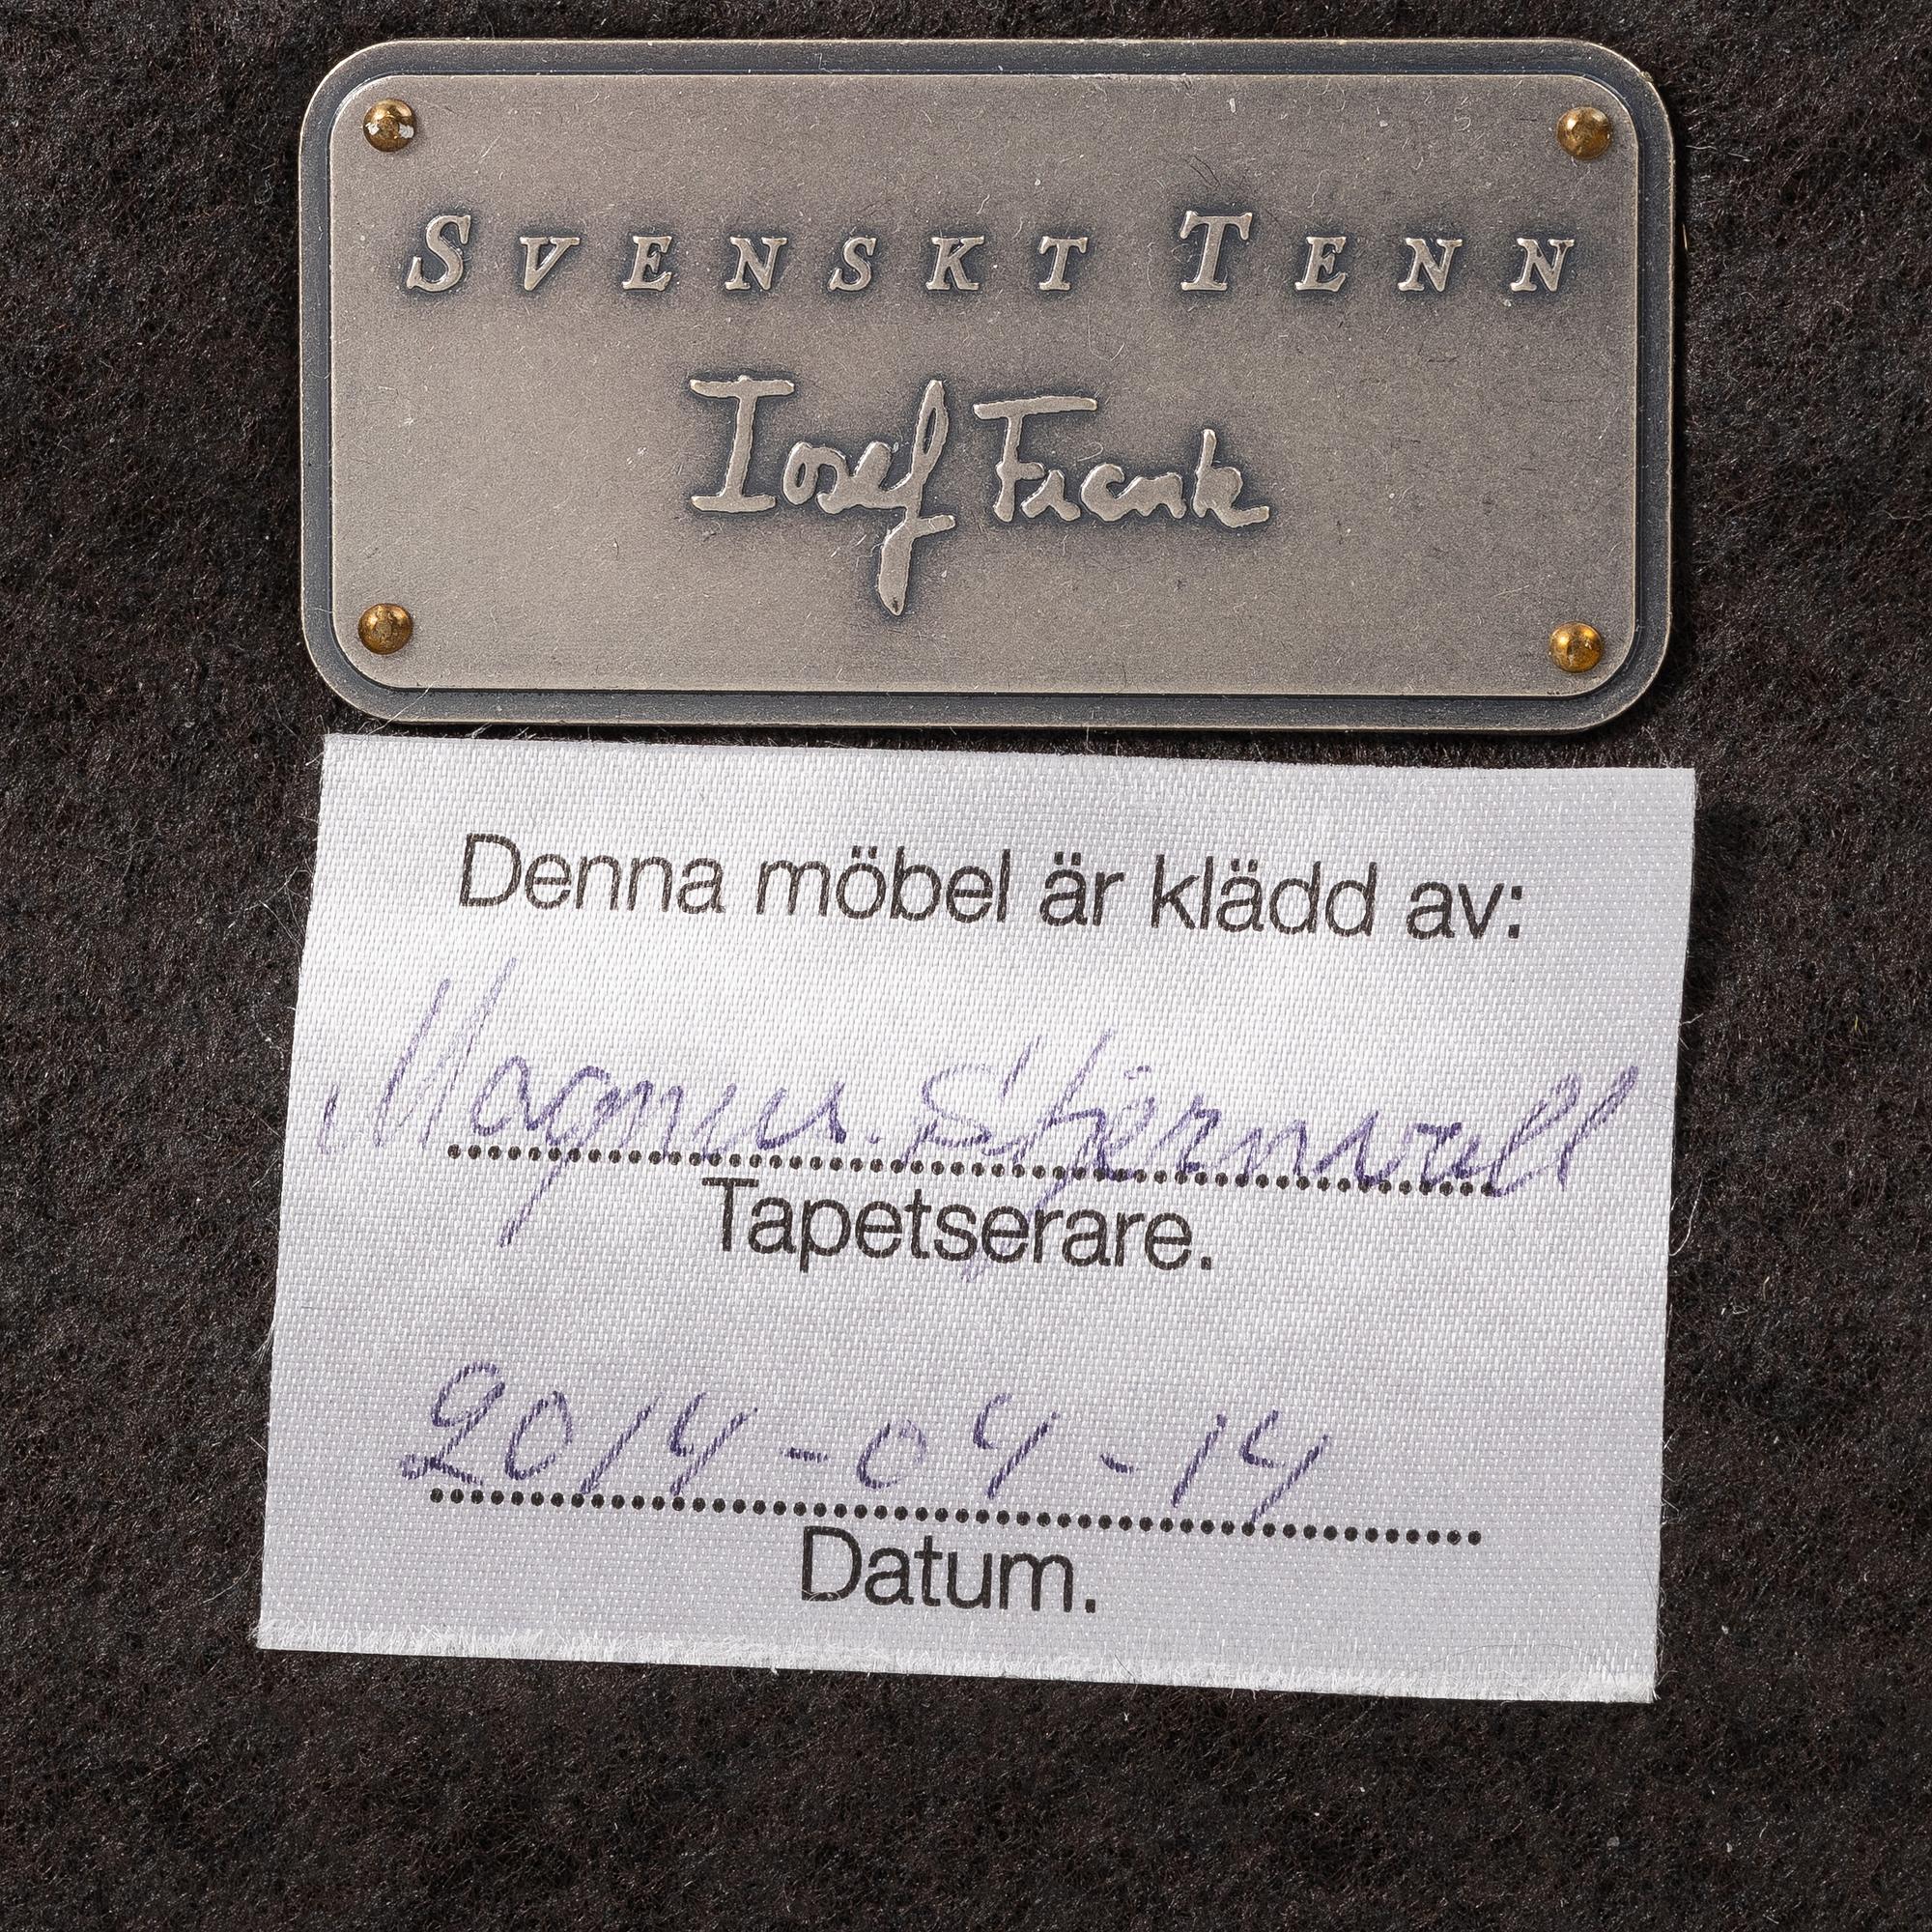 SVENSKT TENN
Josef Frank
Denna möbel är klädd av:
Magnus Stjernvall
Tapetserare.
2014-04-14
Datum.